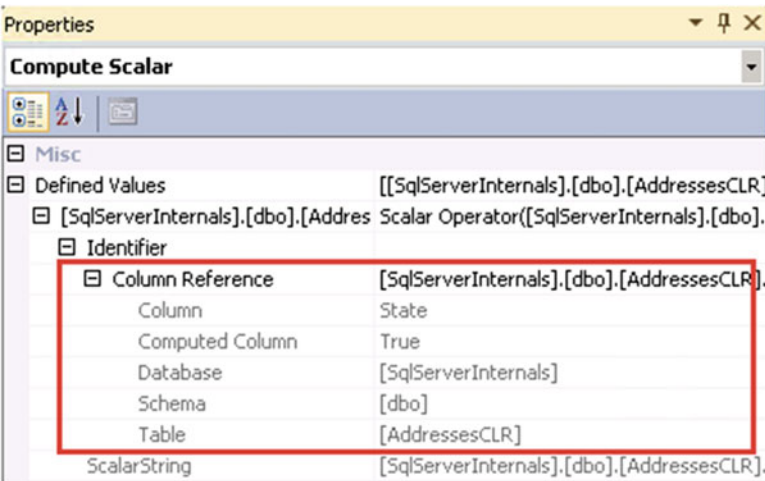 Properties
Compute Scalar
Misc
Defined Values [[SqlServerInternals].[dbo].[AddressesCLR]
[SqlServerInternals].[dbo].[Addres Scalar Operator([SqlServerInternals].[dbo].
Identifier
Column Reference [SqlServerInternals].[dbo].[AddressesCLR].
Column State
Computed Column True
Database [SqlServerInternals]
Schema [dbo]
Table [AddressesCLR]
ScalarString [SqlServerInternals].[dbo].[AddressesCLR].